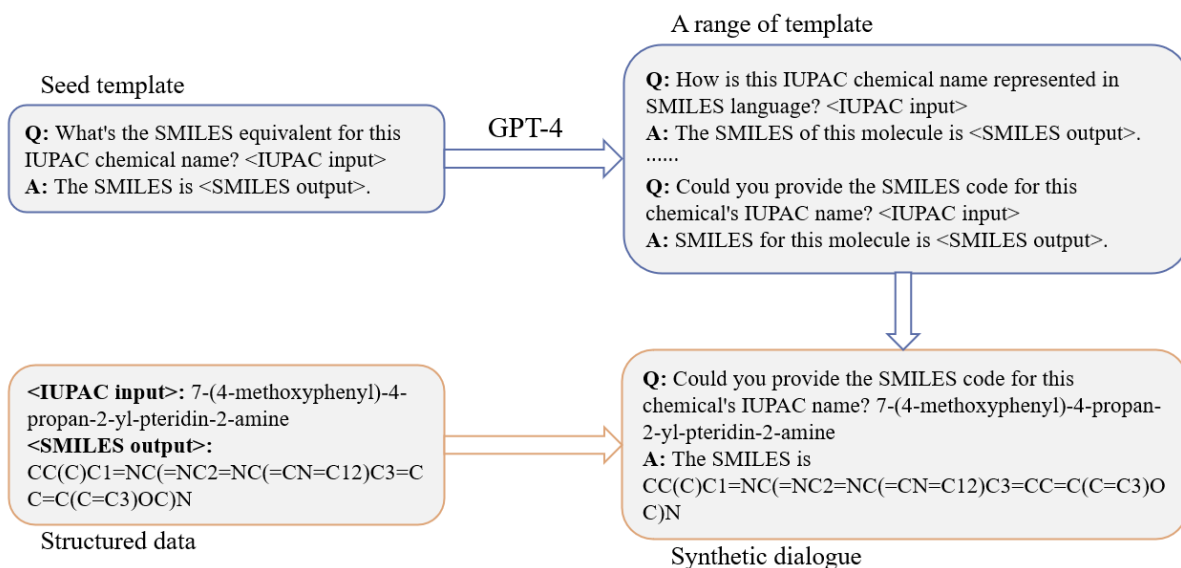 Seed template
Q: What's the SMILES equivalent for this
IUPAC chemical name? <IUPAC input>
A: The SMILES is <SMILES output>.
GPT-4
A range of template
Q: How is this IUPAC chemical name represented in
SMILES language? <IUPAC input>
A: The SMILES of this molecule is <SMILES output>.
......
Q: Could you provide the SMILES code for this
chemical's IUPAC name? <IUPAC input>
A: SMILES for this molecule is <SMILES output>.
<IUPAC input>: 7-(4-methoxyphenyl)-4-
propan-2-yl-pteridin-2-amine
<SMILES output>:
CC(C)C1=NC(=NC2=NC(=CN=C12)C3=C
C=C(C=C3)OC)N
Structured data
Q: Could you provide the SMILES code for this
chemical's IUPAC name? 7-(4-methoxyphenyl)-4-propan-
2-yl-pteridin-2-amine
A: The SMILES is
CC(C)C1=NC(=NC2=NC(=CN=C12)C3=CC=C(C=C3)O
C)N
Synthetic dialogue